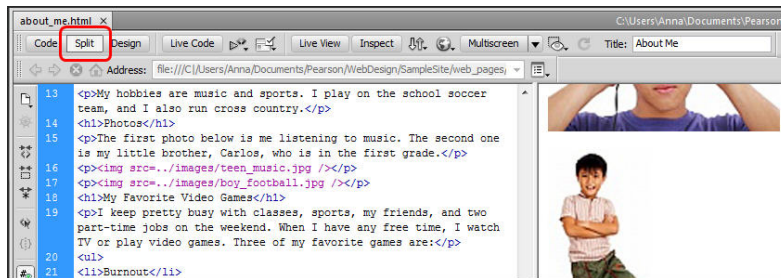 about_me.html × C:\Users\Anna\Documents\Pearson
Code Split Design Live Code Live View Inspect Multiscreen Title: About Me
Address: file:///C|/Users/Anna/Documents/Pearson/WebDesign/SampleSite/web_pages/
13 <p>My hobbies are music and sports. I play on the school soccer
team, and I also run cross country.</p>
14 <h1>Photos</h1>
15 <p>The first photo below is me listening to music. The second one
is my little brother, Carlos, who is in the first grade.</p>
16 <p><img src=../images/teen_music.jpg /></p>
17 <p><img src=../images/boy_football.jpg /></p>
18 <h1>My Favorite Video Games</h1>
19 <p>I keep pretty busy with classes, sports, my friends, and two
part-time jobs on the weekend. When I have any free time, I watch
TV or play video games. Three of my favorite games are:</p>
20 <ul>
21 <li>Burnout</li>